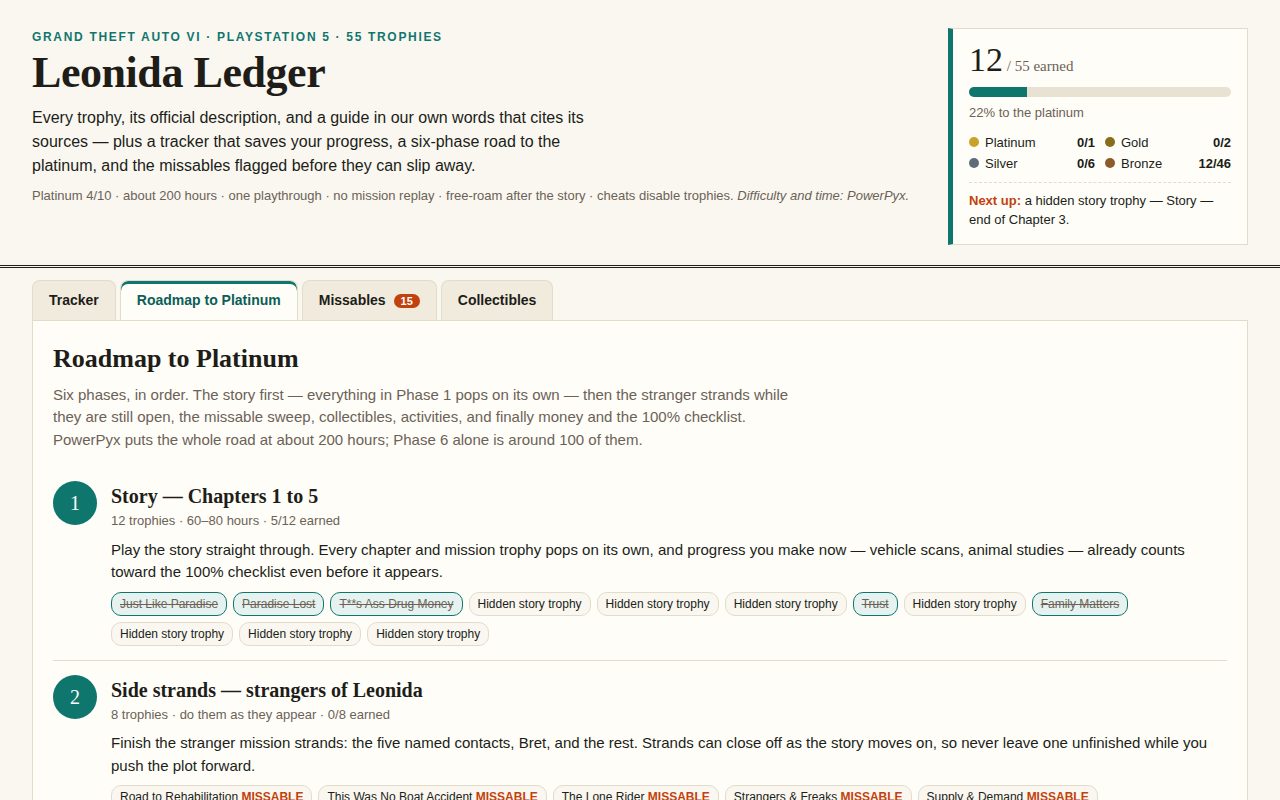 GRAND THEFT AUTO VI · PLAYSTATION 5 · 55 TROPHIES
Leonida Ledger
Every trophy, its official description, and a guide in our own words that cites its
sources — plus a tracker that saves your progress, a six-phase road to the
platinum, and the missables flagged before they can slip away.
Platinum 4/10 · about 200 hours · one playthrough · no mission replay · free-roam after the story · cheats disable trophies. Difficulty and time: PowerPyx.
12 / 55 earned
22% to the platinum
Platinum 0/1 Gold 0/2
Silver 0/6 Bronze 12/46
Next up: a hidden story trophy — Story —
end of Chapter 3.
Tracker Roadmap to Platinum Missables 15 Collectibles
Roadmap to Platinum
Six phases, in order. The story first — everything in Phase 1 pops on its own — then the stranger strands while
they are still open, the missable sweep, collectibles, activities, and finally money and the 100% checklist.
PowerPyx puts the whole road at about 200 hours; Phase 6 alone is around 100 of them.
1 Story — Chapters 1 to 5
12 trophies · 60–80 hours · 5/12 earned
Play the story straight through. Every chapter and mission trophy pops on its own, and progress you make now — vehicle scans, animal studies — already counts
toward the 100% checklist even before it appears.
Just Like Paradise Paradise Lost T**s Ass Drug Money Hidden story trophy Hidden story trophy Hidden story trophy Trust Hidden story trophy Family Matters
Hidden story trophy Hidden story trophy Hidden story trophy
2 Side strands — strangers of Leonida
8 trophies · do them as they appear · 0/8 earned
Finish the stranger mission strands: the five named contacts, Bret, and the rest. Strands can close off as the story moves on, so never leave one unfinished while you
push the plot forward.
Road to Rehabilitation MISSABLE This Was No Boat Accident MISSABLE The Lone Rider MISSABLE Strangers & Freaks MISSABLE Supply & Demand MISSABLE